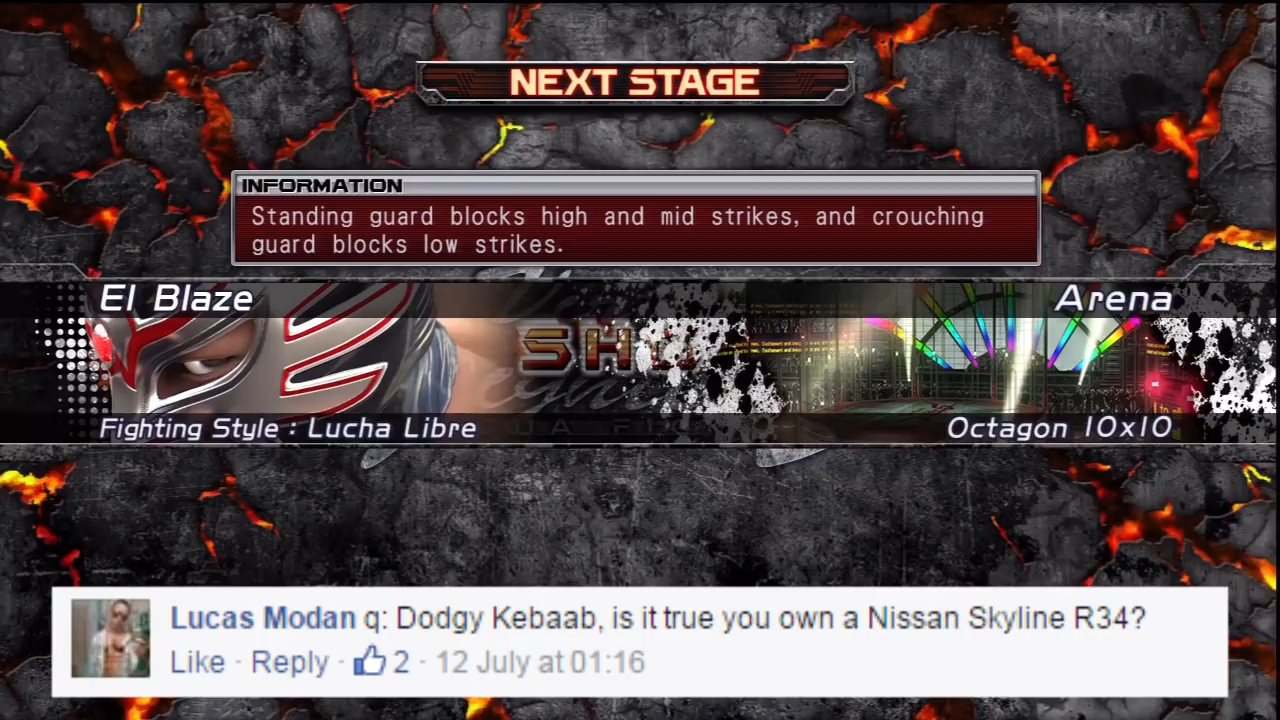 NEXT STAGE
INFORMATION
Standing guard blocks high and mid strikes, and crouching
guard blocks low strikes.
El Blaze
Arena
SH
Fighting Style : Lucha Libre
Octagon 10x10
Lucas Modan q: Dodgy Kebaab, is it true you own a Nissan Skyline R34?
Like · Reply · 2 · 12 July at 01:16